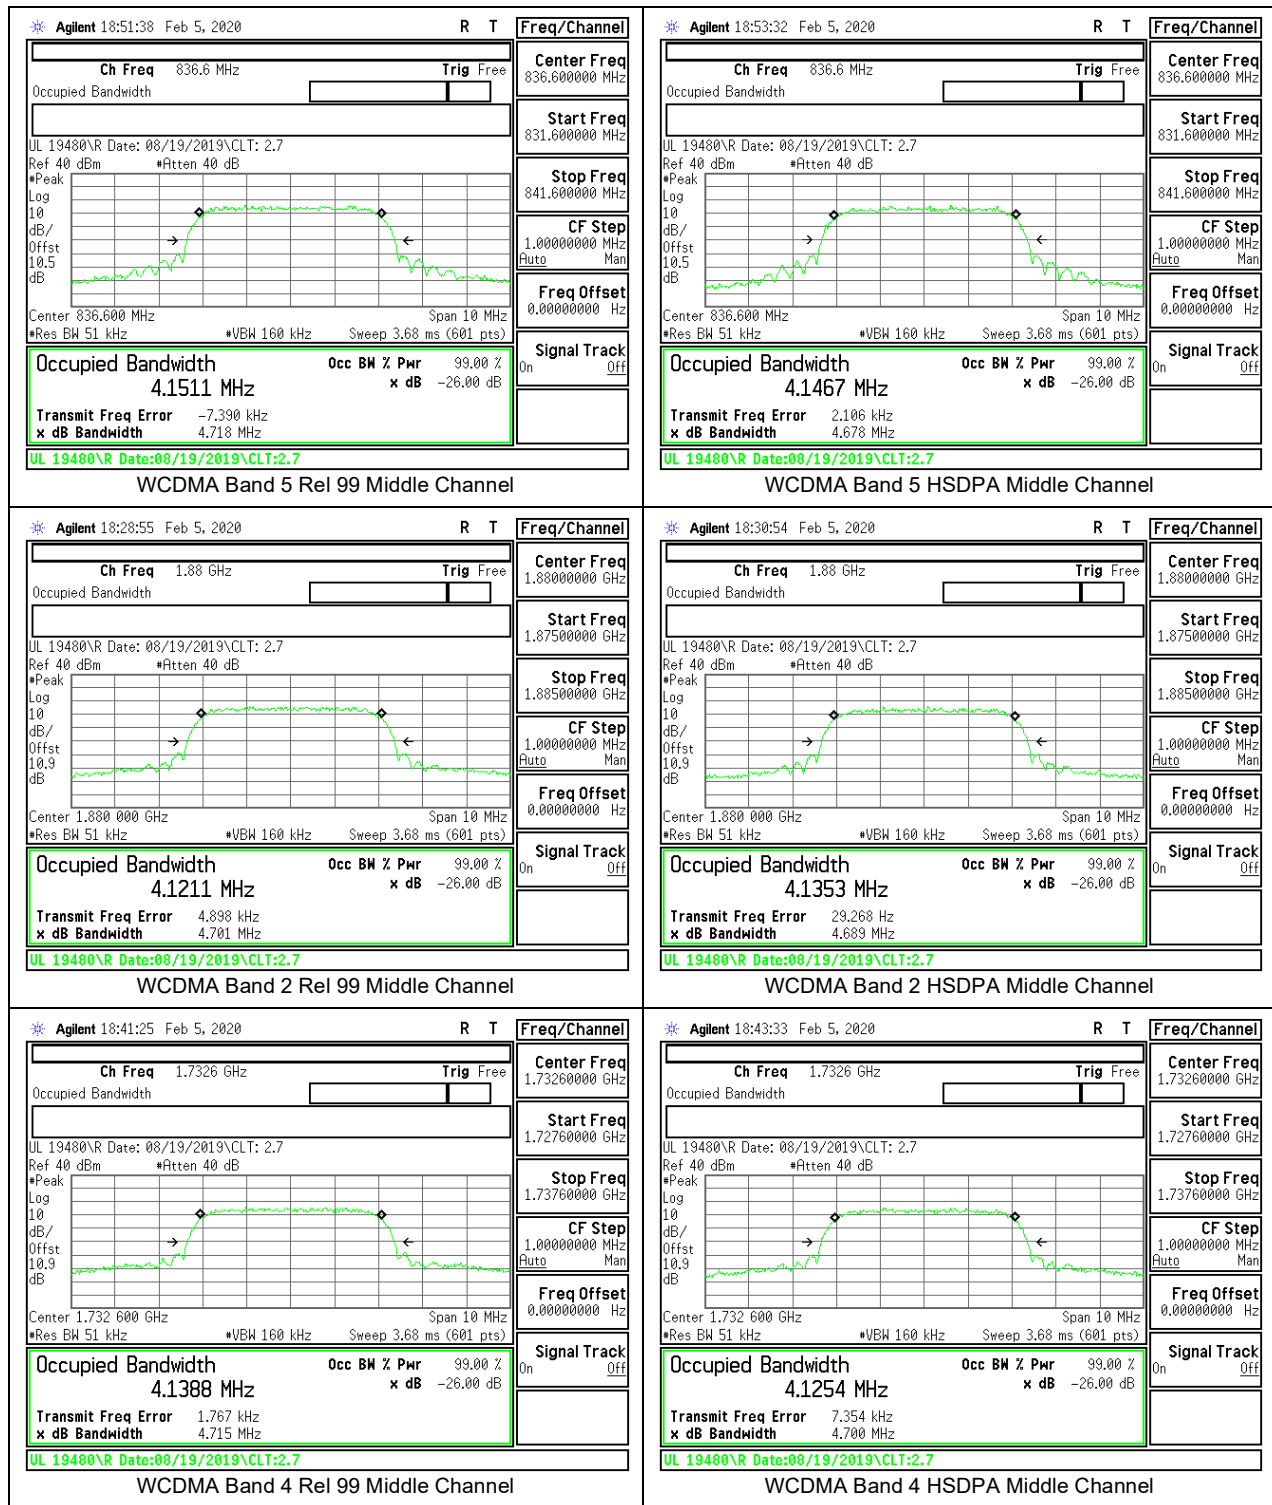 Agilent 18:51:38 Feb 5, 2020 R T Freq/Channel
Ch Freq 836.6 MHz Trig Free
Occupied Bandwidth
Center Freq
836.600000 MHz
Start Freq
831.600000 MHz
UL 19480\R Date: 08/19/2019\CLT: 2.7
Ref 40 dBm #Atten 40 dB
Stop Freq
841.600000 MHz
#Peak
Log
10
dB/
Offst
10.5
dB
CF Step
1.00000000 MHz
Auto Man
Freq Offset
0.00000000 Hz
Center 836.600 MHz Span 10 MHz
#Res BW 51 kHz #VBW 160 kHz Sweep 3.68 ms (601 pts)
Signal Track
On Off
Occupied Bandwidth Occ BW % Pwr 99.00 %
4.1511 MHz x dB -26.00 dB
Transmit Freq Error -7.390 kHz
x dB Bandwidth 4.718 MHz
UL 19480\R Date:08/19/2019\CLT:2.7
WCDMA Band 5 Rel 99 Middle Channel
Agilent 18:53:32 Feb 5, 2020 R T Freq/Channel
Ch Freq 836.6 MHz Trig Free
Occupied Bandwidth
Center Freq
836.600000 MHz
Start Freq
831.600000 MHz
UL 19480\R Date: 08/19/2019\CLT: 2.7
Ref 40 dBm #Atten 40 dB
Stop Freq
841.600000 MHz
#Peak
Log
10
dB/
Offst
10.5
dB
CF Step
1.00000000 MHz
Auto Man
Freq Offset
0.00000000 Hz
Center 836.600 MHz Span 10 MHz
#Res BW 51 kHz #VBW 160 kHz Sweep 3.68 ms (601 pts)
Signal Track
On Off
Occupied Bandwidth Occ BW % Pwr 99.00 %
4.1467 MHz x dB -26.00 dB
Transmit Freq Error 2.106 kHz
x dB Bandwidth 4.678 MHz
UL 19480\R Date:08/19/2019\CLT:2.7
WCDMA Band 5 HSDPA Middle Channel
Agilent 18:28:55 Feb 5, 2020 R T Freq/Channel
Ch Freq 1.88 GHz Trig Free
Occupied Bandwidth
Center Freq
1.88000000 GHz
Start Freq
1.87500000 GHz
UL 19480\R Date: 08/19/2019\CLT: 2.7
Ref 40 dBm #Atten 40 dB
Stop Freq
1.88500000 GHz
#Peak
Log
10
dB/
Offst
10.9
dB
CF Step
1.00000000 MHz
Auto Man
Freq Offset
0.00000000 Hz
Center 1.880 000 GHz Span 10 MHz
#Res BW 51 kHz #VBW 160 kHz Sweep 3.68 ms (601 pts)
Signal Track
On Off
Occupied Bandwidth Occ BW % Pwr 99.00 %
4.1211 MHz x dB -26.00 dB
Transmit Freq Error 4.898 kHz
x dB Bandwidth 4.701 MHz
UL 19480\R Date:08/19/2019\CLT:2.7
WCDMA Band 2 Rel 99 Middle Channel
Agilent 18:30:54 Feb 5, 2020 R T Freq/Channel
Ch Freq 1.88 GHz Trig Free
Occupied Bandwidth
Center Freq
1.88000000 GHz
Start Freq
1.87500000 GHz
UL 19480\R Date: 08/19/2019\CLT: 2.7
Ref 40 dBm #Atten 40 dB
Stop Freq
1.88500000 GHz
#Peak
Log
10
dB/
Offst
10.9
dB
CF Step
1.00000000 MHz
Auto Man
Freq Offset
0.00000000 Hz
Center 1.880 000 GHz Span 10 MHz
#Res BW 51 kHz #VBW 160 kHz Sweep 3.68 ms (601 pts)
Signal Track
On Off
Occupied Bandwidth Occ BW % Pwr 99.00 %
4.1353 MHz x dB -26.00 dB
Transmit Freq Error 29.268 Hz
x dB Bandwidth 4.689 MHz
UL 19480\R Date:08/19/2019\CLT:2.7
WCDMA Band 2 HSDPA Middle Channel
Agilent 18:41:25 Feb 5, 2020 R T Freq/Channel
Ch Freq 1.7326 GHz Trig Free
Occupied Bandwidth
Center Freq
1.73260000 GHz
Start Freq
1.72760000 GHz
UL 19480\R Date: 08/19/2019\CLT: 2.7
Ref 40 dBm #Atten 40 dB
Stop Freq
1.73760000 GHz
#Peak
Log
10
dB/
Offst
10.9
dB
CF Step
1.00000000 MHz
Auto Man
Freq Offset
0.00000000 Hz
Center 1.732 600 GHz Span 10 MHz
#Res BW 51 kHz #VBW 160 kHz Sweep 3.68 ms (601 pts)
Signal Track
On Off
Occupied Bandwidth Occ BW % Pwr 99.00 %
4.1388 MHz x dB -26.00 dB
Transmit Freq Error 1.767 kHz
x dB Bandwidth 4.715 MHz
UL 19480\R Date:08/19/2019\CLT:2.7
WCDMA Band 4 Rel 99 Middle Channel
Agilent 18:43:33 Feb 5, 2020 R T Freq/Channel
Ch Freq 1.7326 GHz Trig Free
Occupied Bandwidth
Center Freq
1.73260000 GHz
Start Freq
1.72760000 GHz
UL 19480\R Date: 08/19/2019\CLT: 2.7
Ref 40 dBm #Atten 40 dB
Stop Freq
1.73760000 GHz
#Peak
Log
10
dB/
Offst
10.9
dB
CF Step
1.00000000 MHz
Auto Man
Freq Offset
0.00000000 Hz
Center 1.732 600 GHz Span 10 MHz
#Res BW 51 kHz #VBW 160 kHz Sweep 3.68 ms (601 pts)
Signal Track
On Off
Occupied Bandwidth Occ BW % Pwr 99.00 %
4.1254 MHz x dB -26.00 dB
Transmit Freq Error 7.354 kHz
x dB Bandwidth 4.700 MHz
UL 19480\R Date:08/19/2019\CLT:2.7
WCDMA Band 4 HSDPA Middle Channel